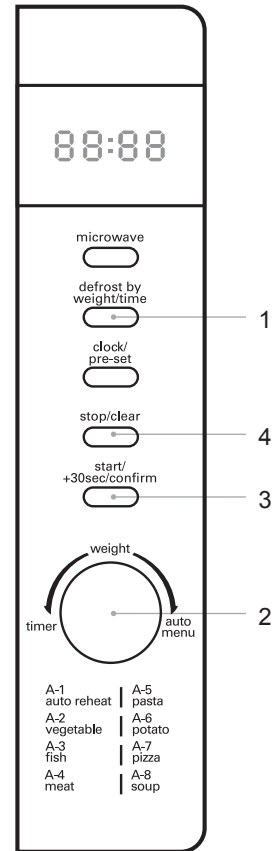 88:88
microwave
defrost by
weight/time
1
clock/
pre-set
stop/clear
4
start/
+30sec/confirm
3
weight
timer
auto
menu
2
A-1
auto reheat
A-2
vegetable
A-3
fish
A-4
meat
A-5
pasta
A-6
potato
A-7
pizza
A-8
soup